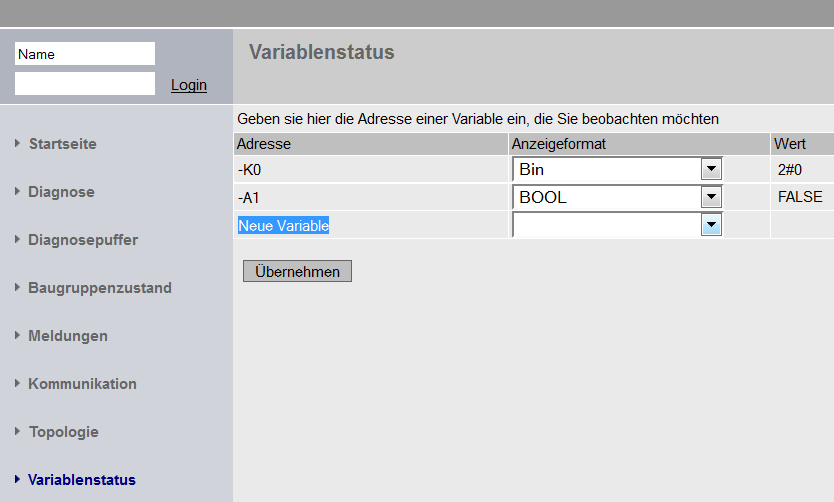 Name
Login
Startseite
Diagnose
Diagnosepuffer
Baugruppenzustand
Meldungen
Kommunikation
Topologie
Variablenstatus
Variablenstatus
Geben sie hier die Adresse einer Variable ein, die Sie beobachten möchten
Adresse Anzeigeformat Wert
-K0 Bin 2#0
-A1 BOOL FALSE
Neue Variable
Übernehmen